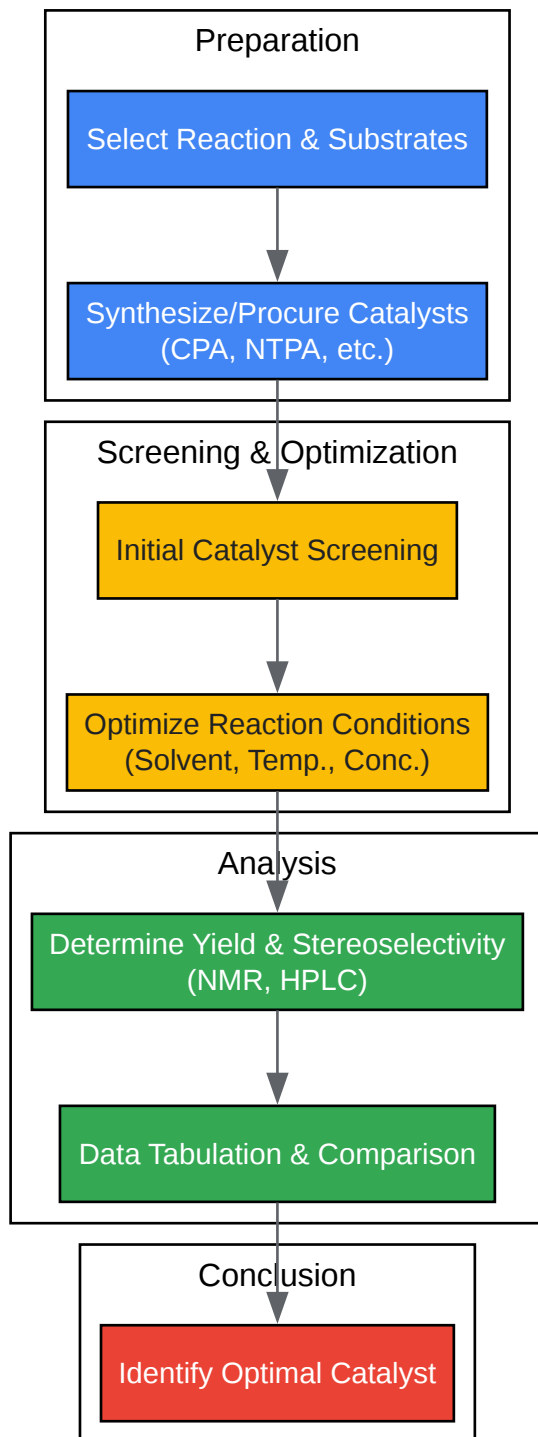 Preparation
Select Reaction & Substrates
Synthesize/Procure Catalysts
(CPA, NTPA, etc.)
Screening & Optimization
Initial Catalyst Screening
Optimize Reaction Conditions
(Solvent, Temp., Conc.)
Analysis
Determine Yield & Stereoselectivity
(NMR, HPLC)
Data Tabulation & Comparison
Conclusion
Identify Optimal Catalyst